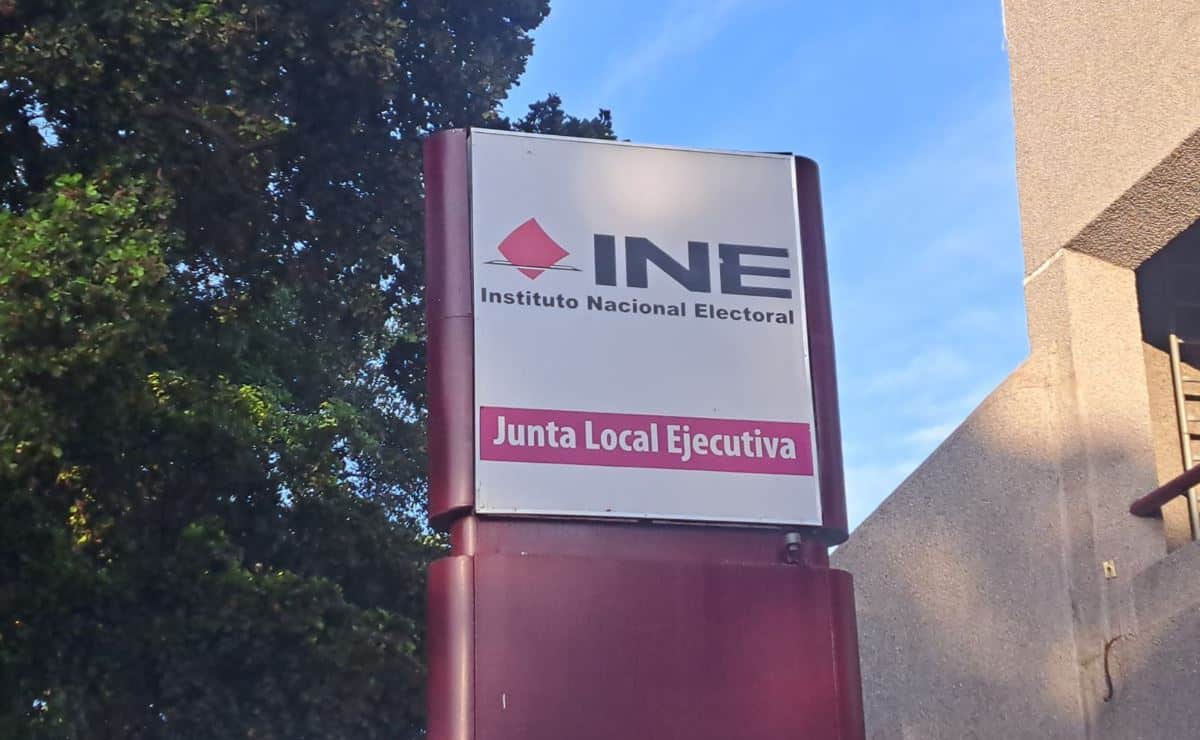 INE
Instituto Nacional Electoral
Junta Local Ejecutiva